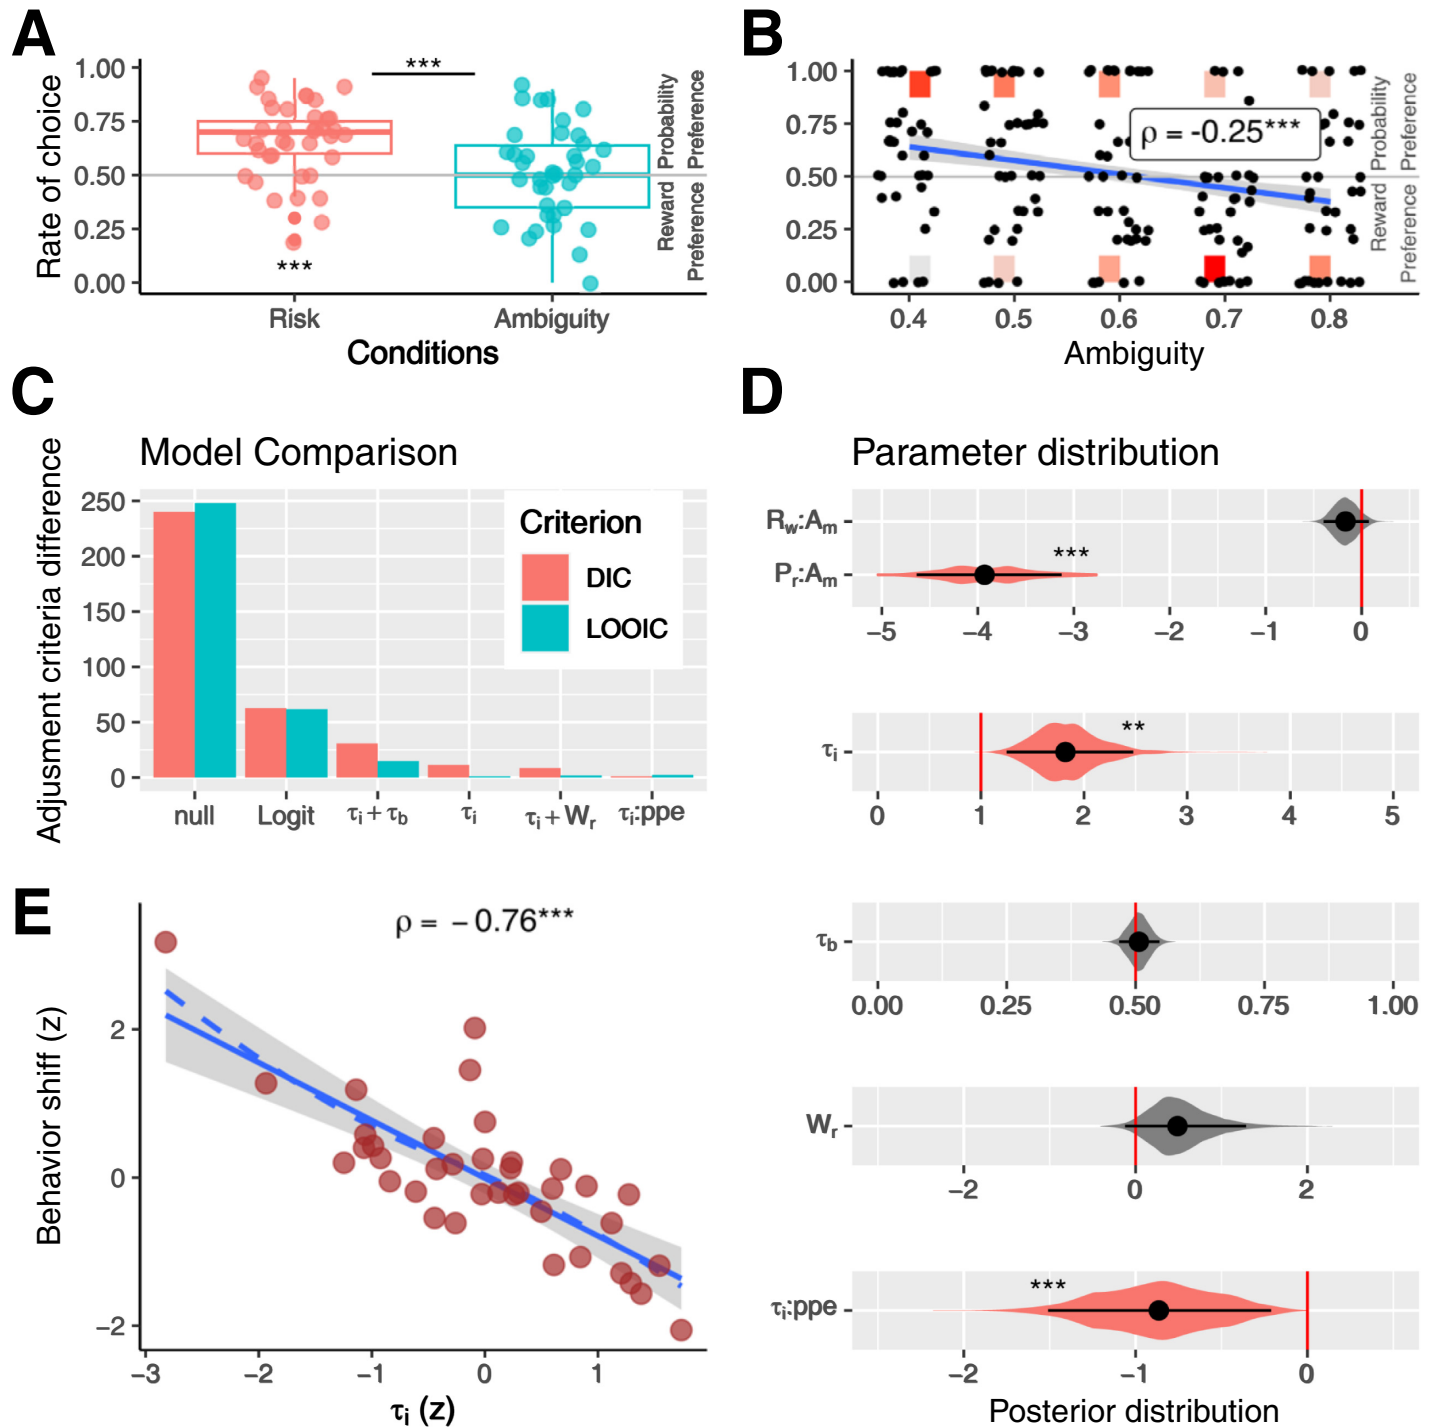 A
Rate of choice
1.00
0.75
0.50
0.25
0.00
***
***
Probability
Preference
Reward
Preference
Risk
Ambiguity
Conditions
B
1.00
0.75
0.50
0.25
0.00
ρ = -0.25***
Probability
Preference
Reward
Preference
0.4 0.5 0.6 0.7 0.8
Ambiguity
C
Model Comparison
Adjusment criteria difference
250
200
150
100
50
0
Criterion
DIC
LOOIC
null Logit τi + τb τi τi + Wr τi:ppe
D
Parameter distribution
Rw:Am
Pr:Am
***
−5 −4 −3 −2 −1 0
τi
**
0 1 2 3 4 5
τb
0.00 0.25 0.50 0.75 1.00
Wr
−2 0 2
τi:ppe
***
−2 −1 0
Posterior distribution
E
ρ = − 0.76***
Behavior shiff (z)
2
0
−2
−3 −2 −1 0 1
τi (z)